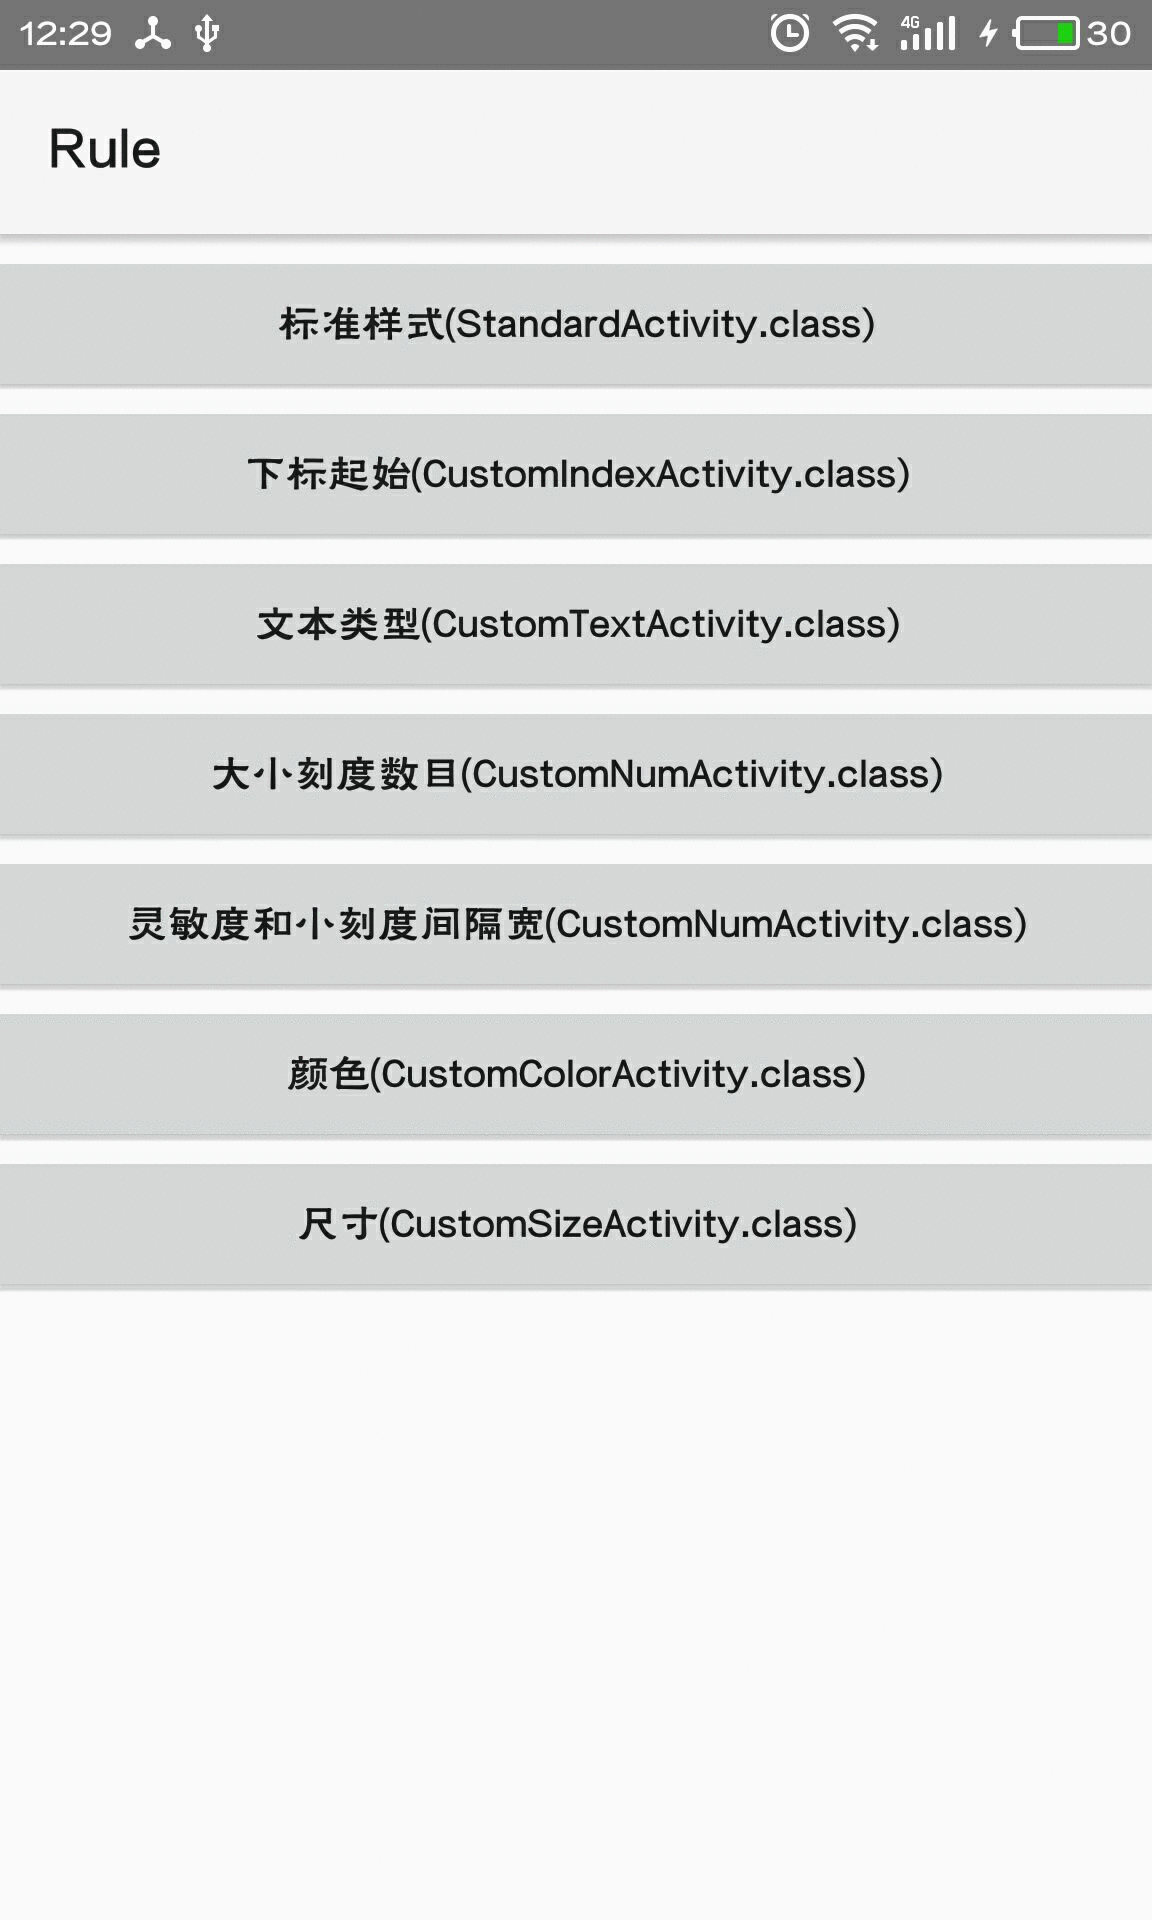 12:29
4G
30
Rule
标准样式(StandardActivity.class)
下标起始(CustomIndexActivity.class)
文本类型(CustomTextActivity.class)
大小刻度数目(CustomNumActivity.class)
灵敏度和小刻度间隔宽(CustomNumActivity.class)
颜色(CustomColorActivity.class)
尺寸(CustomSizeActivity.class)